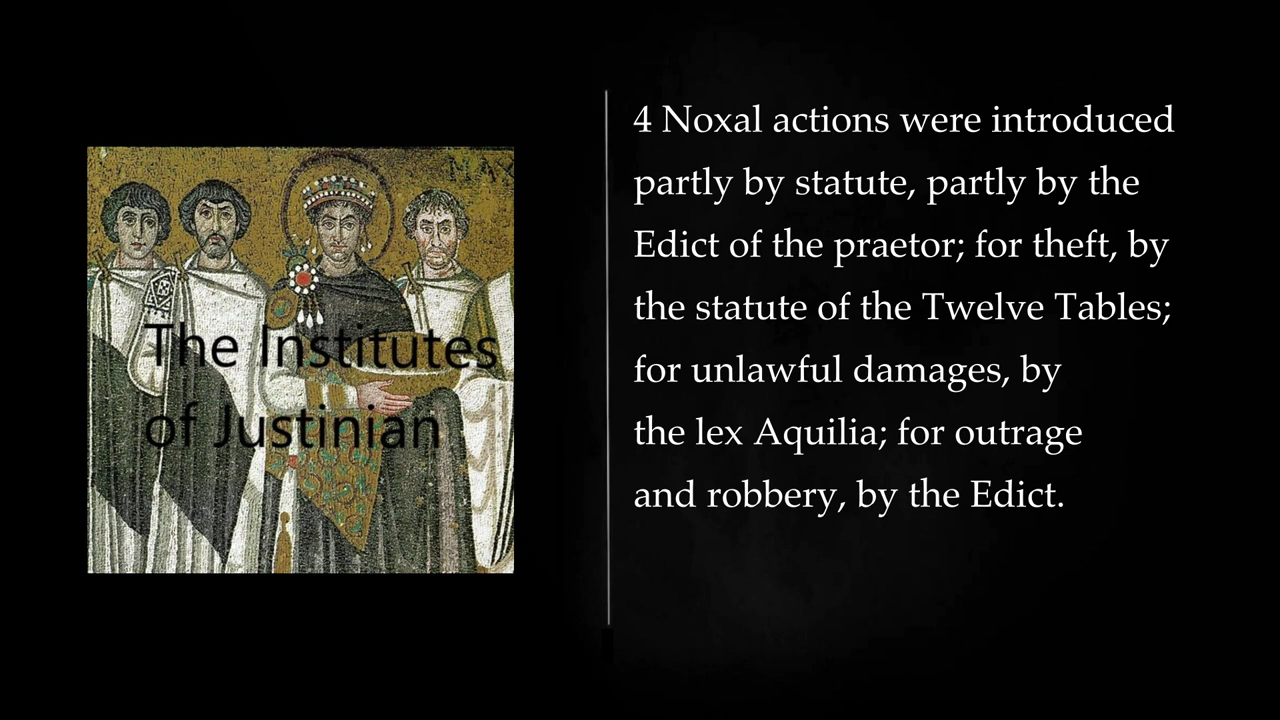 The Institutes
of Justinian
4 Noxal actions were introduced
partly by statute, partly by the
Edict of the praetor; for theft, by
the statute of the Twelve Tables;
for unlawful damages, by
the lex Aquilia; for outrage
and robbery, by the Edict.